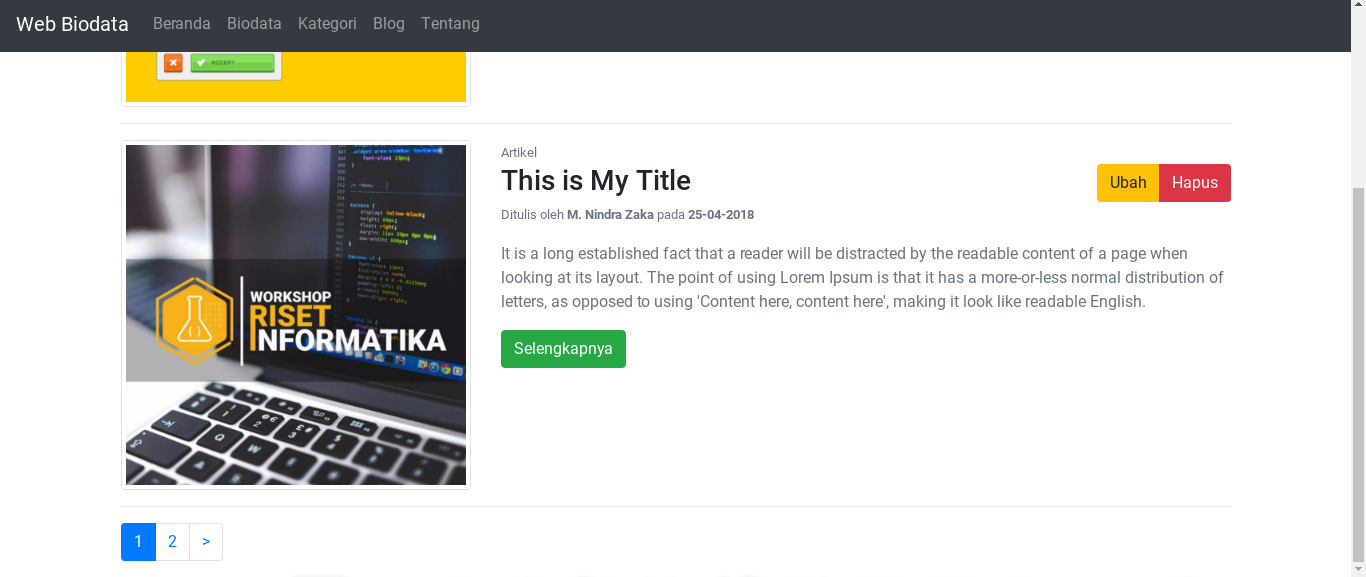 Web Biodata Beranda Biodata Kategori Blog Tentang
ACCEPT
Artikel
This is My Title
Ubah Hapus
Ditulis oleh M. Nindra Zaka pada 25-04-2018
It is a long established fact that a reader will be distracted by the readable content of a page when
looking at its layout. The point of using Lorem Ipsum is that it has a more-or-less normal distribution of
letters, as opposed to using 'Content here, content here', making it look like readable English.
Selengkapnya
WORKSHOP
RISET
INFORMATIKA
1 2 >